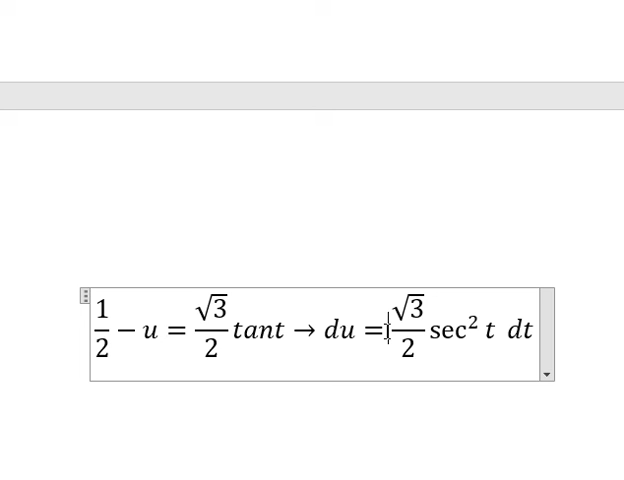 1/2 − u = √3/2 tant → du = √3/2 sec² t dt